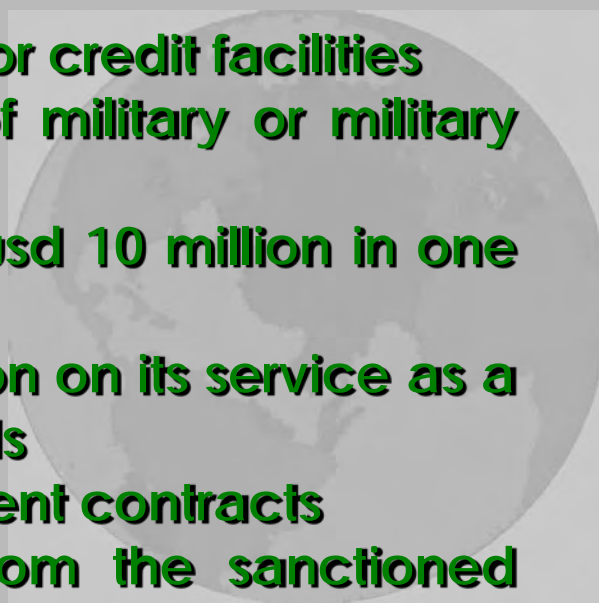 or credit facilities
of military or military
usd 10 million in one
on on its service as a
ls
ent contracts
om the sanctioned